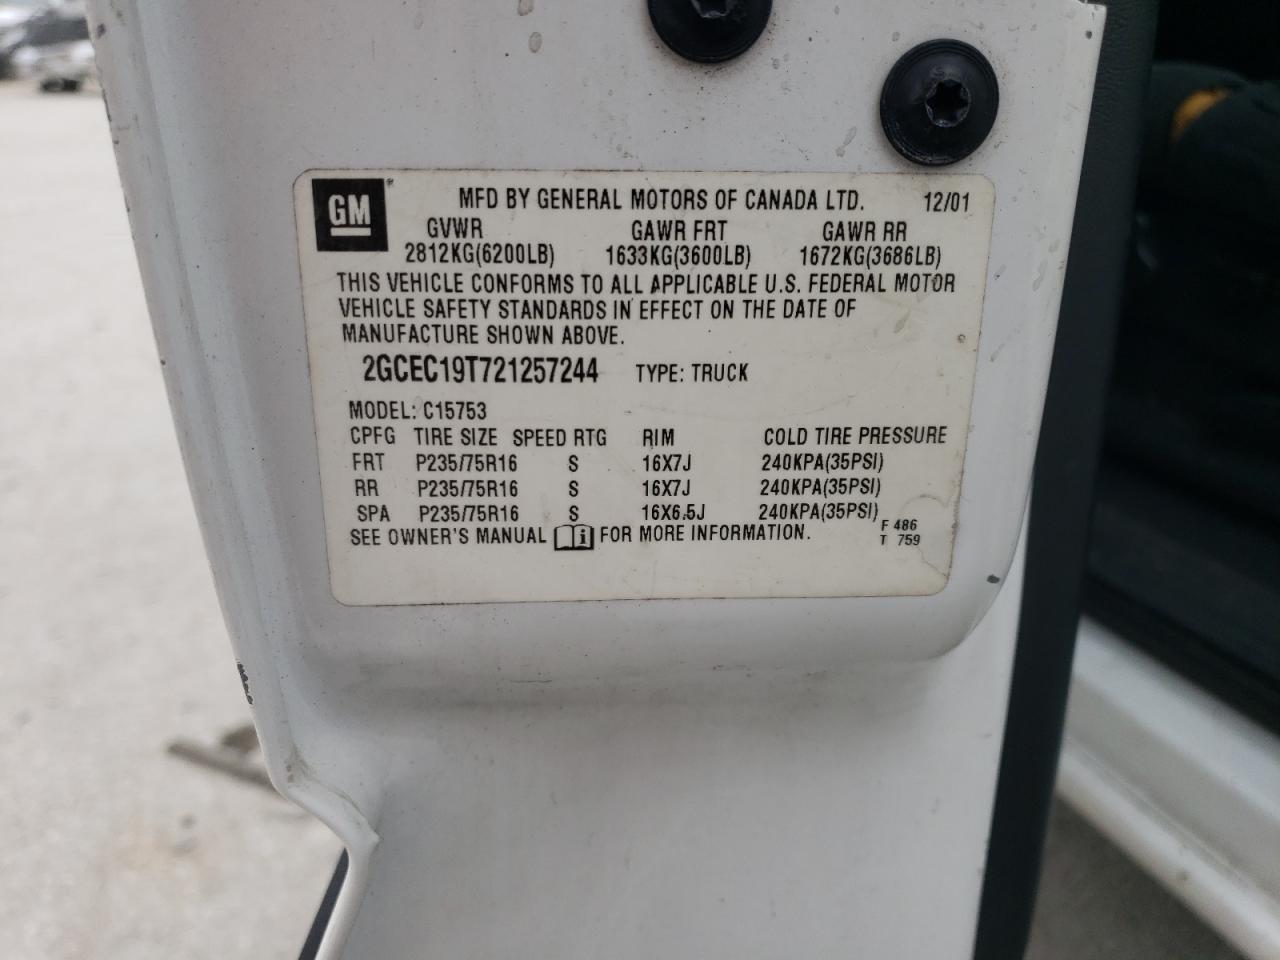 GM® MFD BY GENERAL MOTORS OF CANADA LTD. 12/01
GVWR GAWR FRT GAWR RR
2812KG(6200LB) 1633KG(3600LB) 1672KG(3686LB)
THIS VEHICLE CONFORMS TO ALL APPLICABLE U.S. FEDERAL MOTOR
VEHICLE SAFETY STANDARDS IN EFFECT ON THE DATE OF
MANUFACTURE SHOWN ABOVE.
2GCEC19T721257244 TYPE: TRUCK
MODEL: C15753
CPFG TIRE SIZE SPEED RTG RIM COLD TIRE PRESSURE
FRT P235/75R16 S 16X7J 240KPA(35PSI)
RR P235/75R16 S 16X7J 240KPA(35PSI)
SPA P235/75R16 S 16X6.5J 240KPA(35PSI)
SEE OWNER'S MANUAL i FOR MORE INFORMATION.
F 486
T 759